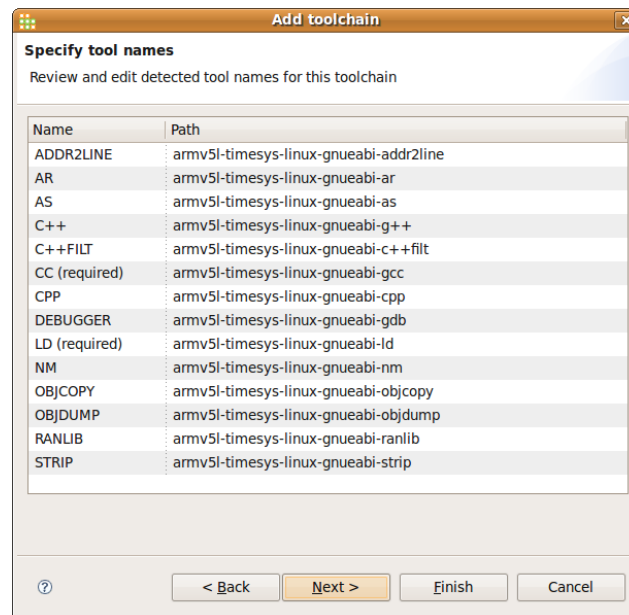 Add toolchain
Specify tool names
Review and edit detected tool names for this toolchain
Name Path
ADDR2LINE armv5l-timesys-linux-gnueabi-addr2line
AR armv5l-timesys-linux-gnueabi-ar
AS armv5l-timesys-linux-gnueabi-as
C++ armv5l-timesys-linux-gnueabi-g++
C++FILT armv5l-timesys-linux-gnueabi-c++filt
CC (required) armv5l-timesys-linux-gnueabi-gcc
CPP armv5l-timesys-linux-gnueabi-cpp
DEBUGGER armv5l-timesys-linux-gnueabi-gdb
LD (required) armv5l-timesys-linux-gnueabi-ld
NM armv5l-timesys-linux-gnueabi-nm
OBJCOPY armv5l-timesys-linux-gnueabi-objcopy
OBJDUMP armv5l-timesys-linux-gnueabi-objdump
RANLIB armv5l-timesys-linux-gnueabi-ranlib
STRIP armv5l-timesys-linux-gnueabi-strip
? < Back Next > Finish Cancel